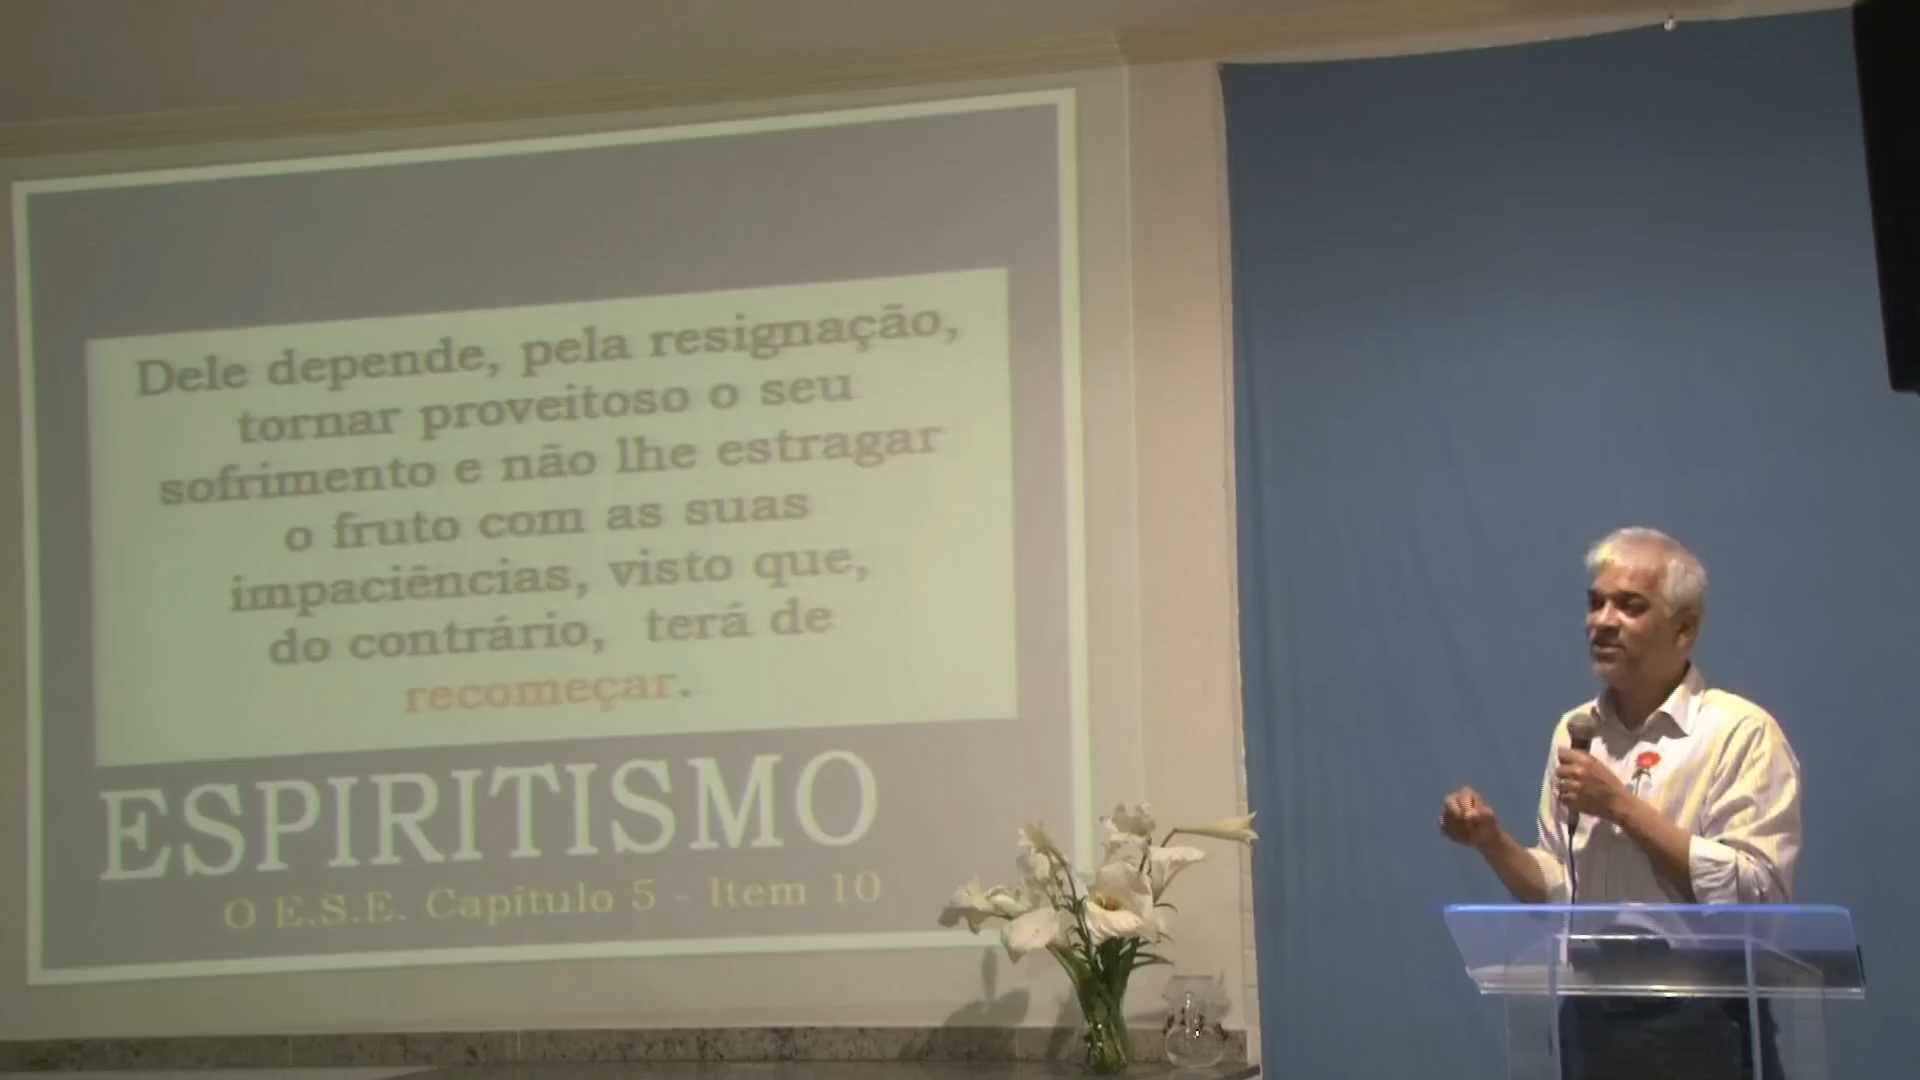 Dele depende, pela resignação,
tornar proveitoso o seu
sofrimento e não lhe estragar
o fruto com as suas
impaciências, visto que,
do contrário, terá de
recomeçar.
ESPIRITISMO
O E.S.E. Capítulo 5 - Item 10